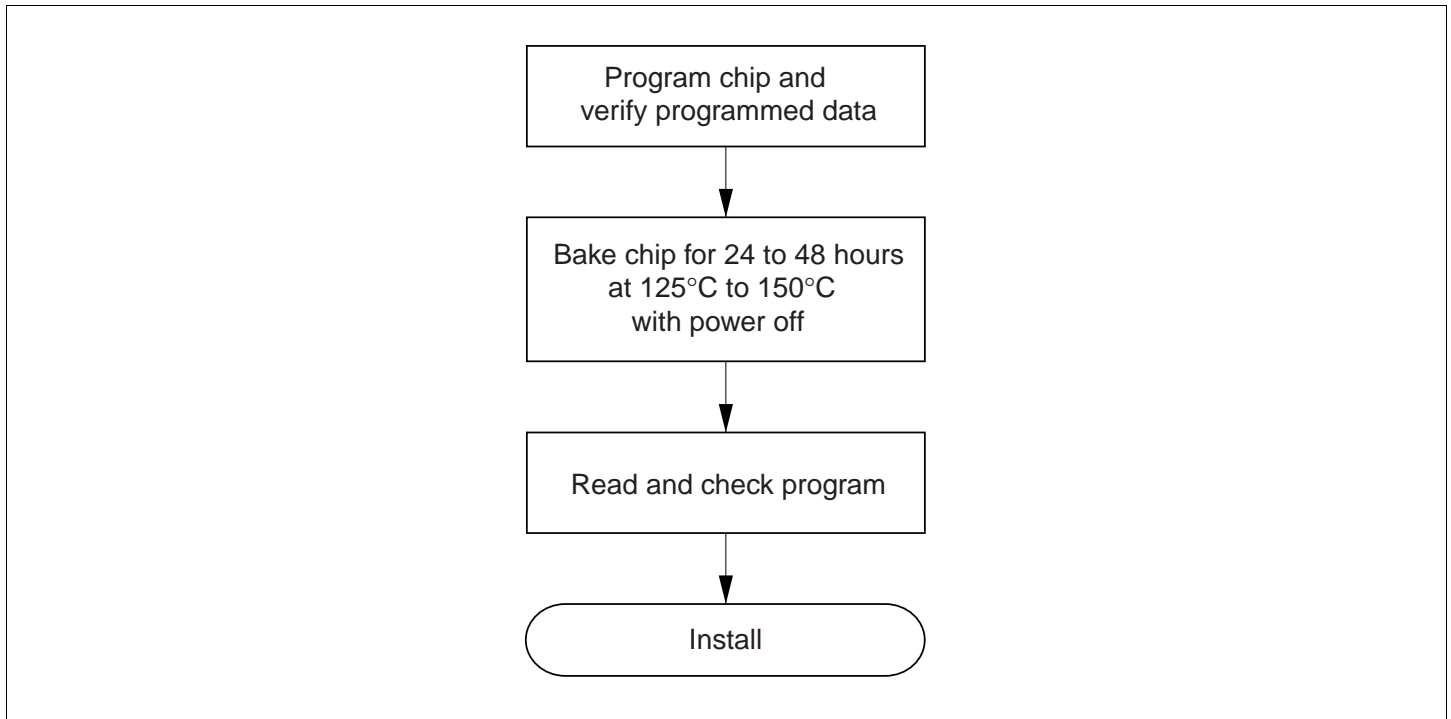 Program chip and
verify programmed data
Bake chip for 24 to 48 hours
at 125°C to 150°C
with power off
Read and check program
Install